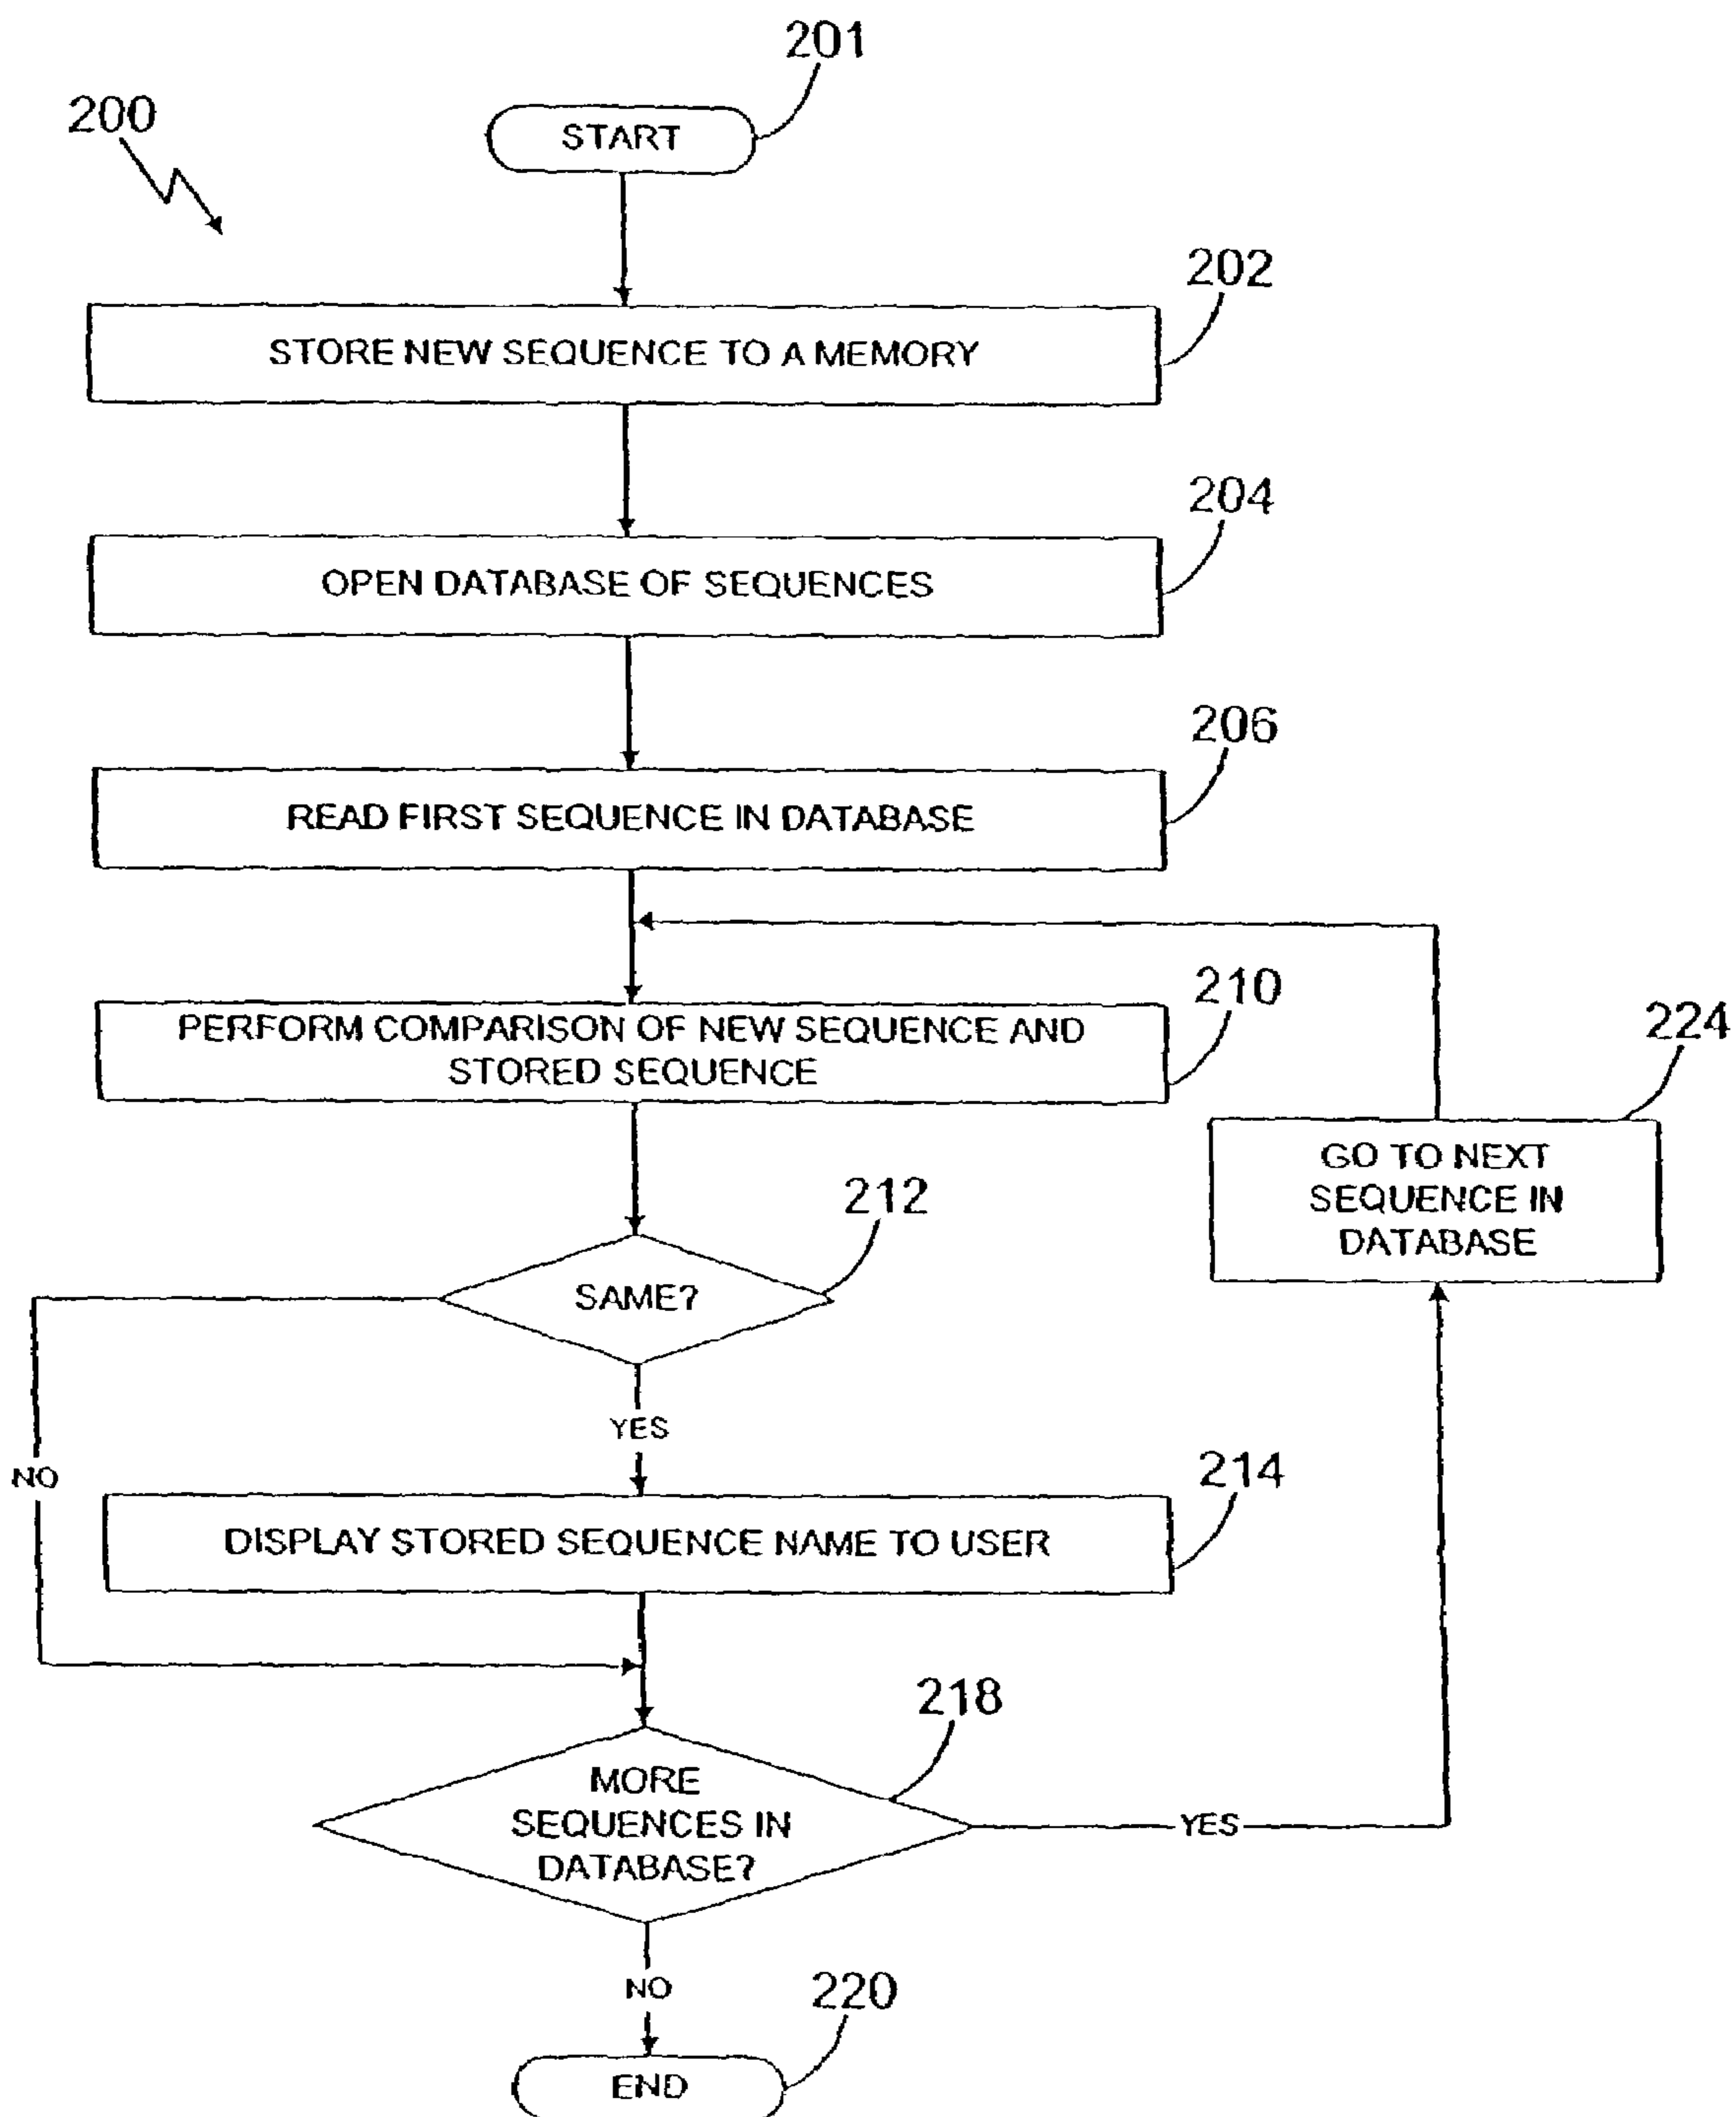 201
200
START
202
STORE NEW SEQUENCE TO A MEMORY
204
OPEN DATABASE OF SEQUENCES
206
READ FIRST SEQUENCE IN DATABASE
210
PERFORM COMPARISON OF NEW SEQUENCE AND
STORED SEQUENCE
224
GO TO NEXT
SEQUENCE IN
DATABASE
212
SAME?
YES
NO
214
DISPLAY STORED SEQUENCE NAME TO USER
218
MORE
SEQUENCES IN
DATABASE?
YES
NO
220
END